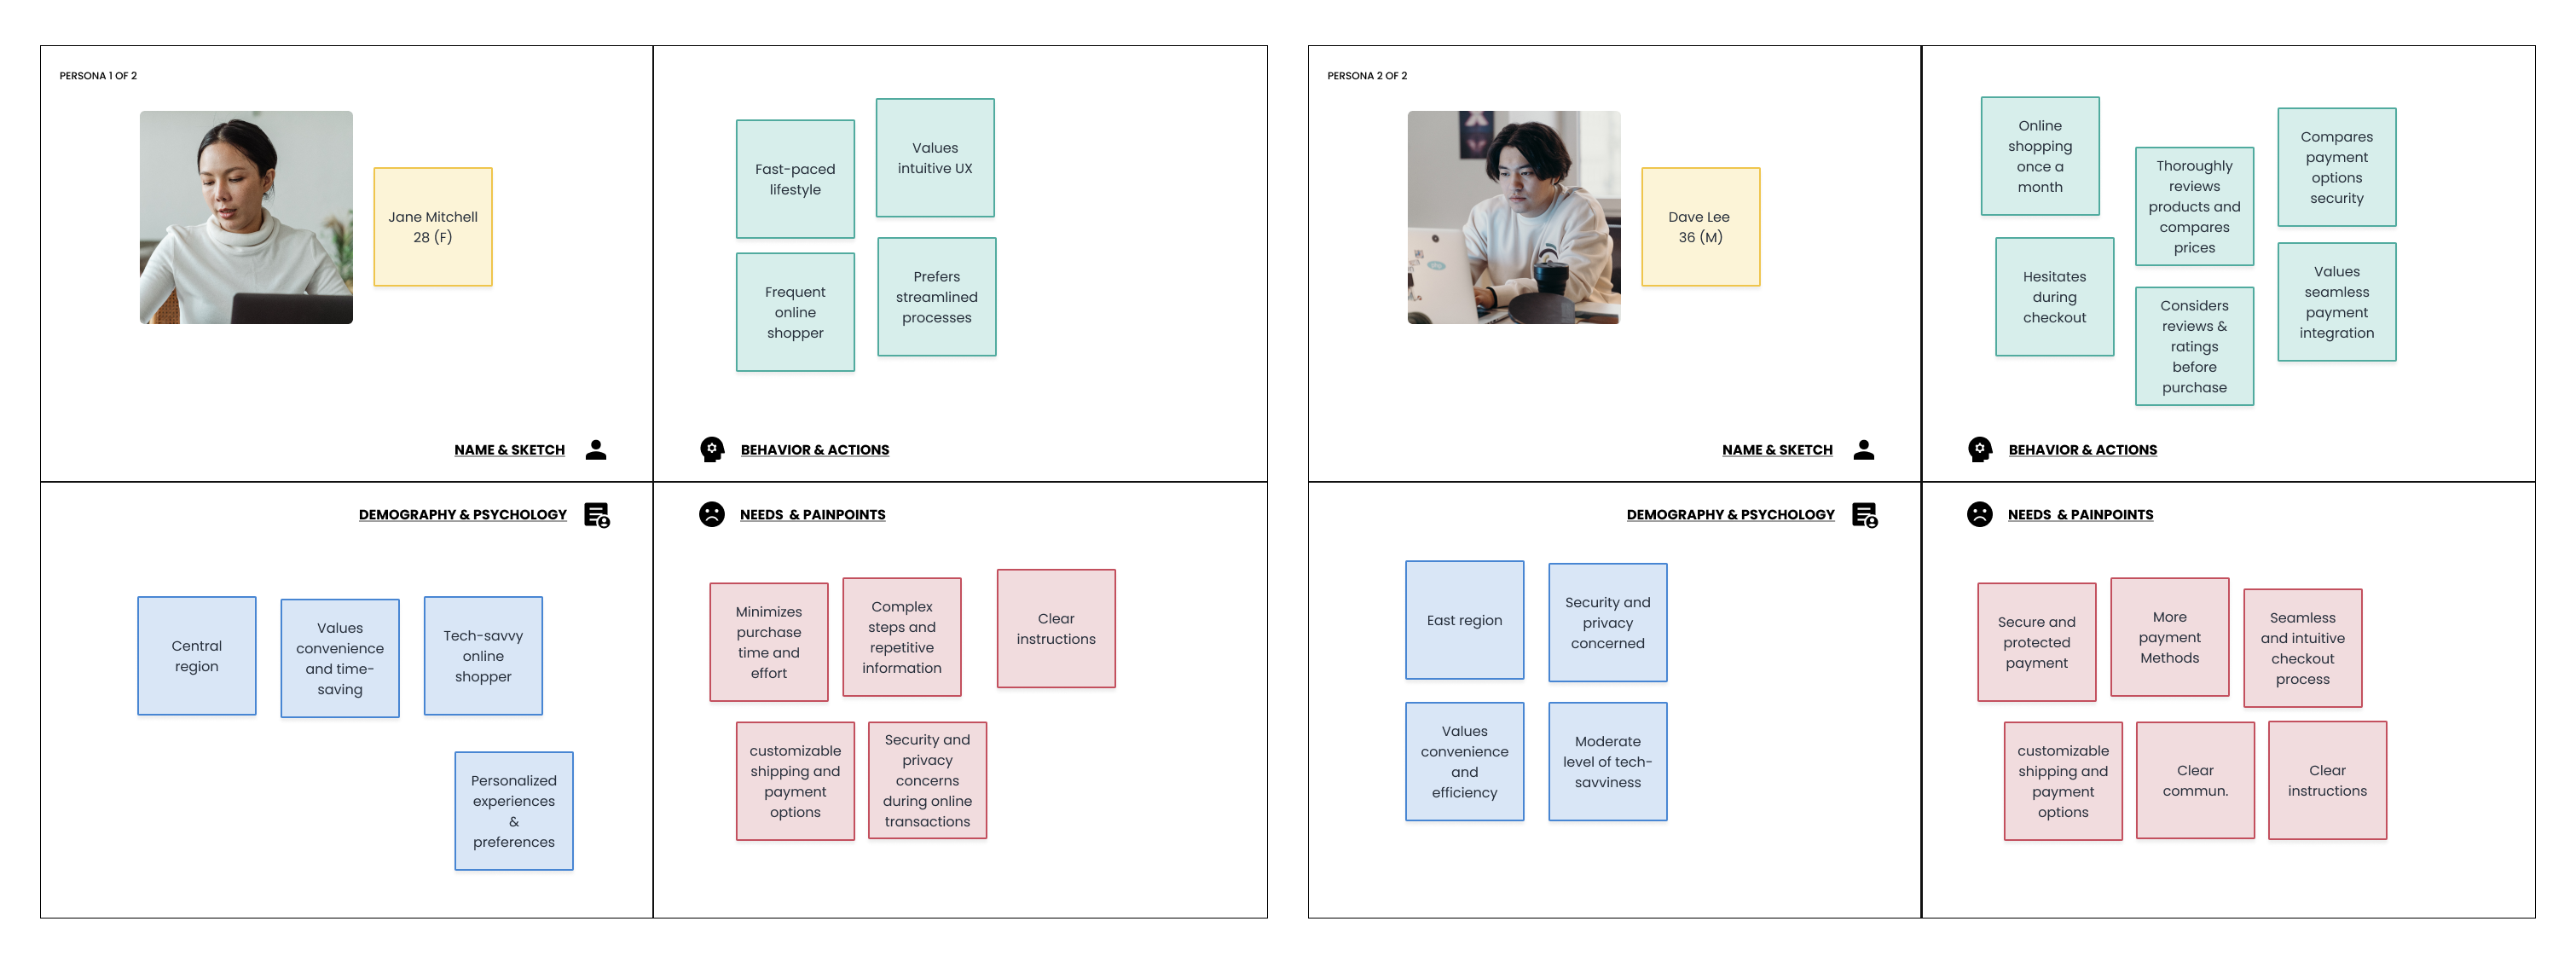 PERSONA 1 OF 2
Jane Mitchell
28 (F)
NAME & SKETCH
Fast-paced
lifestyle
Values
intuitive UX
Frequent
online
shopper
Prefers
streamlined
processes
BEHAVIOR & ACTIONS
DEMOGRAPHY & PSYCHOLOGY
Central
region
Values
convenience
and time-
saving
Tech-savvy
online
shopper
Personalized
experiences
&
preferences
NEEDS & PAINPOINTS
Minimizes
purchase
time and
effort
Complex
steps and
repetitive
information
Clear
instructions
customizable
shipping and
payment
options
Security and
privacy
concerns
during online
transactions
PERSONA 2 OF 2
Dave Lee
36 (M)
NAME & SKETCH
Online
shopping
once a
month
Thoroughly
reviews
products and
compares
prices
Compares
payment
options
security
Hesitates
during
checkout
Considers
reviews &
ratings
before
purchase
Values
seamless
payment
integration
BEHAVIOR & ACTIONS
DEMOGRAPHY & PSYCHOLOGY
East region
Security and
privacy
concerned
Values
convenience
and
efficiency
Moderate
level of tech-
savviness
NEEDS & PAINPOINTS
Secure and
protected
payment
More
payment
Methods
Seamless
and intuitive
checkout
process
customizable
shipping and
payment
options
Clear
commun.
Clear
instructions